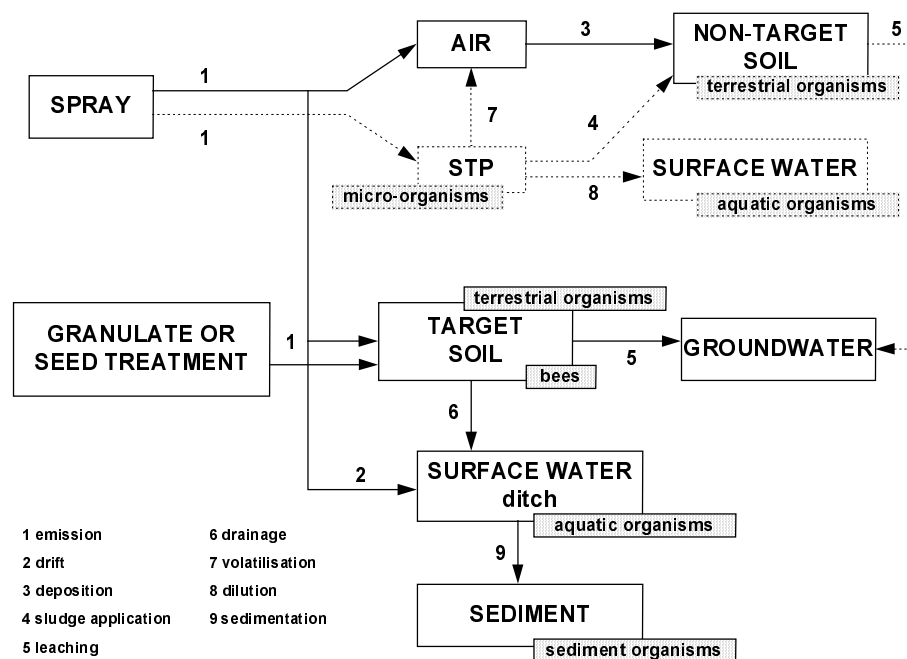 AIR
3
NON-TARGET
SOIL
5
terrestrial organisms
1
SPRAY
1
7
4
STP
micro-organisms
8
SURFACE WATER
aquatic organisms
terrestrial organisms
GRANULATE OR
SEED TREATMENT
1
TARGET
SOIL
bees
5
GROUNDWATER
6
2
SURFACE WATER
ditch
aquatic organisms
9
SEDIMENT
sediment organisms
1 emission
2 drift
3 deposition
4 sludge application
5 leaching
6 drainage
7 volatilisation
8 dilution
9 sedimentation